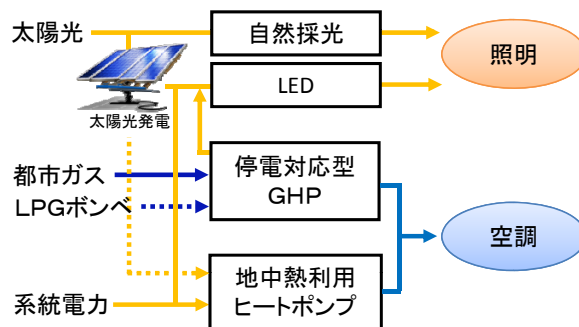 太陽光
自然採光
照明
LED
太陽光発電
都市ガス
停電対応型
GHP
LPGボンベ
空調
地中熱利用
ヒートポンプ
系統電力